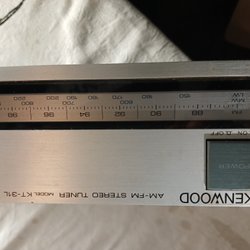 KENWOOD
AM-FM STEREO TUNER MODEL KT-31L
ON OFF
POWER
FM 88 90 92 94 96 98
MW
LW